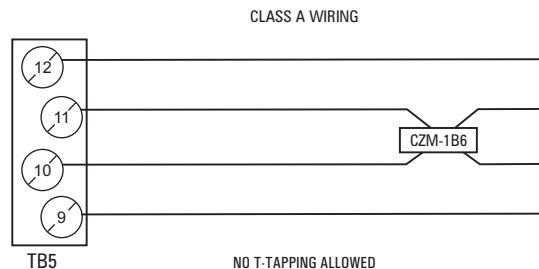 CLASS A WIRING
12
11
CZM-1B6
10
9
TB5
NO T-TAPPING ALLOWED